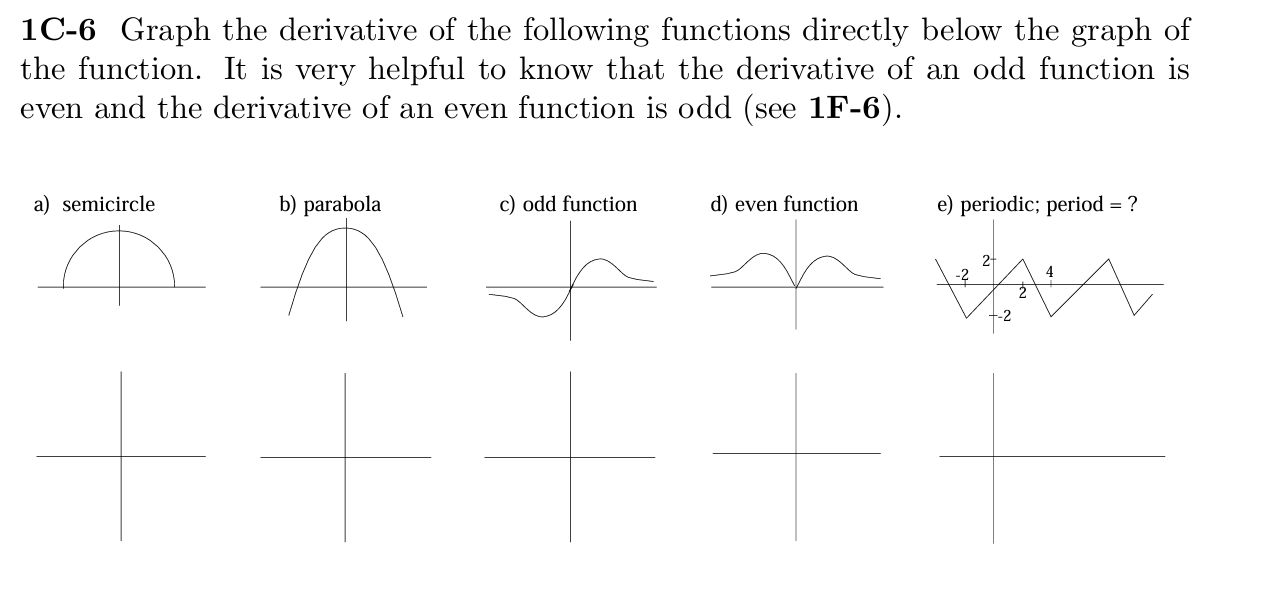 1C-6 Graph the derivative of the following functions directly below the graph of
the function. It is very helpful to know that the derivative of an odd function is
even and the derivative of an even function is odd (see 1F-6).
a) semicircle
b) parabola
c) odd function
d) even function
e) periodic; period = ?
2
-2
4
2
-2